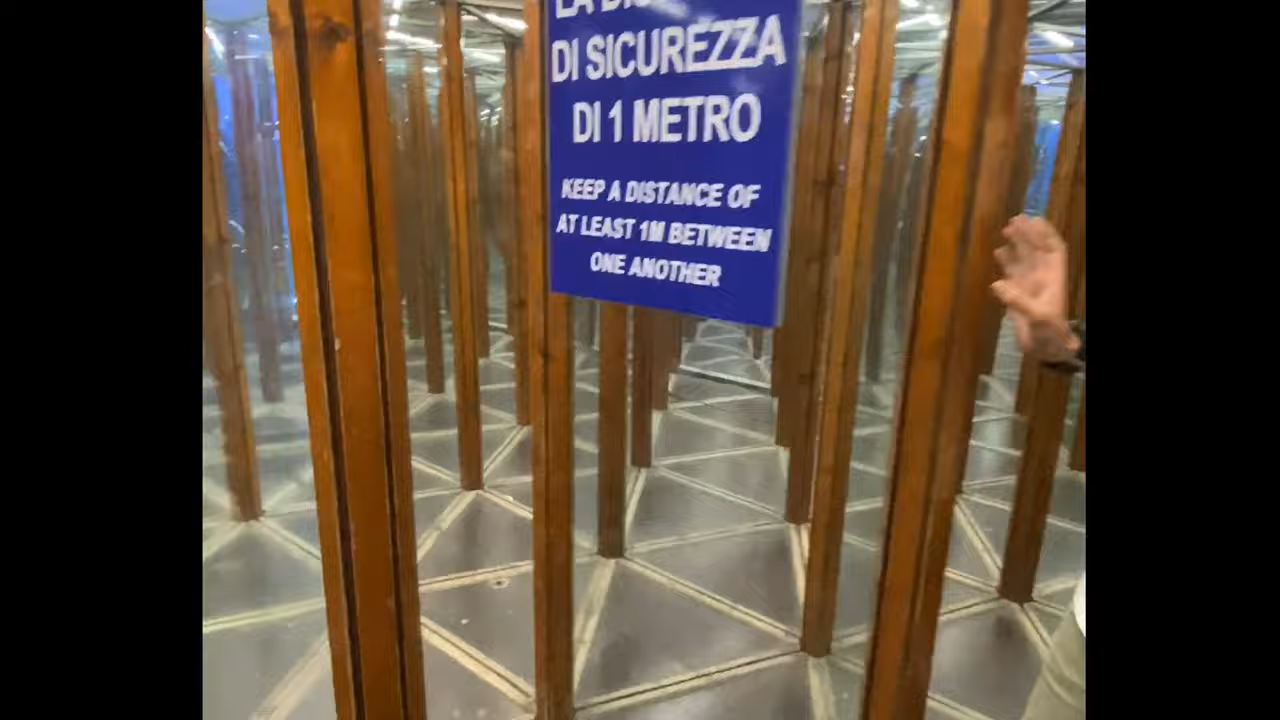 DI SICUREZZA
DI 1 METRO
KEEP A DISTANCE OF
AT LEAST 1M BETWEEN
ONE ANOTHER